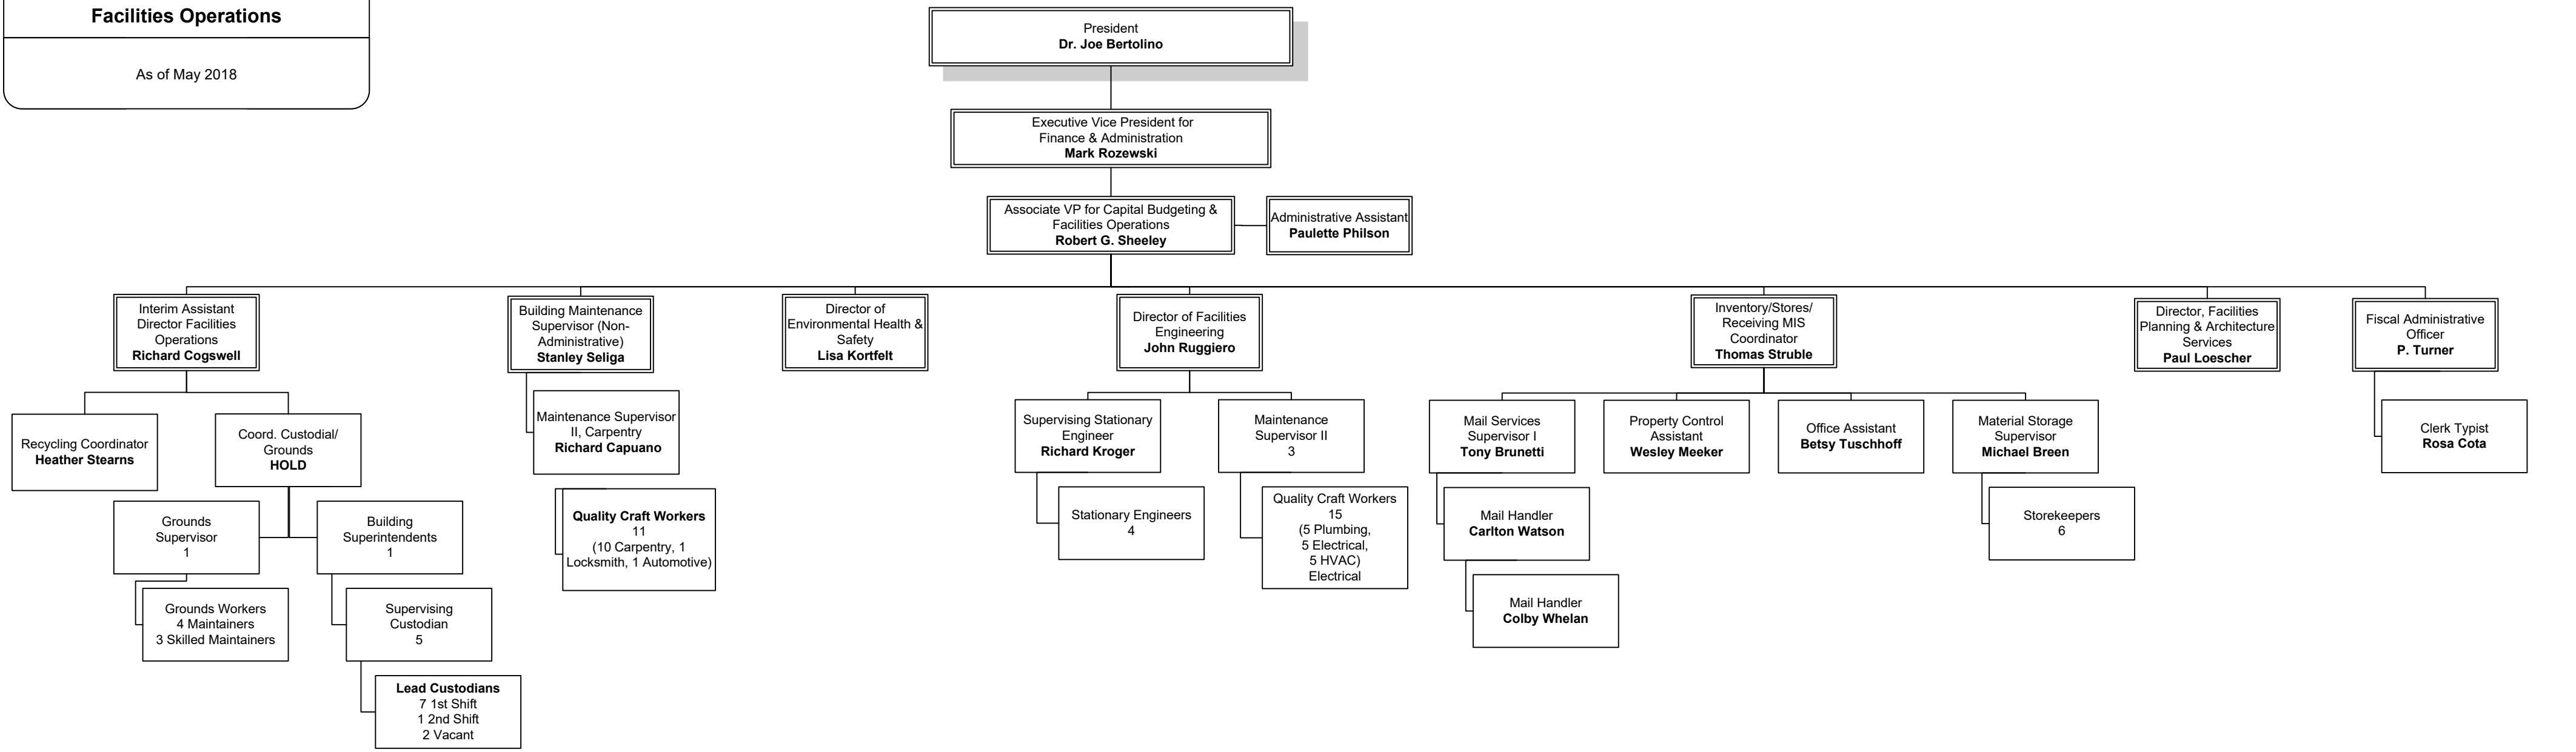 Facilities Operations
As of May 2018
President
Dr. Joe Bertolino
Executive Vice President for
Finance & Administration
Mark Rozewski
Associate VP for Capital Budgeting &
Facilities Operations
Robert G. Sheeley
Administrative Assistant
Paulette Philson
Interim Assistant
Director Facilities
Operations
Richard Cogswell
Building Maintenance
Supervisor (Non-
Administrative)
Stanley Seliga
Director of
Environmental Health &
Safety
Lisa Kortfelt
Director of Facilities
Engineering
John Ruggiero
Inventory/Stores/
Receiving MIS
Coordinator
Thomas Struble
Director, Facilities
Planning & Architecture
Services
Paul Loescher
Fiscal Administrative
Officer
P. Turner
Recycling Coordinator
Heather Stearns
Coord. Custodial/
Grounds
HOLD
Maintenance Supervisor
II, Carpentry
Richard Capuano
Supervising Stationary
Engineer
Richard Kroger
Maintenance
Supervisor II
3
Mail Services
Supervisor I
Tony Brunetti
Property Control
Assistant
Wesley Meeker
Office Assistant
Betsy Tuschhoff
Material Storage
Supervisor
Michael Breen
Clerk Typist
Rosa Cota
Grounds
Supervisor
1
Building
Superintendents
1
Quality Craft Workers
11
(10 Carpentry, 1
Locksmith, 1 Automotive)
Stationary Engineers
4
Quality Craft Workers
15
(5 Plumbing,
5 Electrical,
5 HVAC)
Electrical
Mail Handler
Carlton Watson
Storekeepers
6
Grounds Workers
4 Maintainers
3 Skilled Maintainers
Supervising
Custodian
5
Mail Handler
Colby Whelan
Lead Custodians
7 1st Shift
1 2nd Shift
2 Vacant